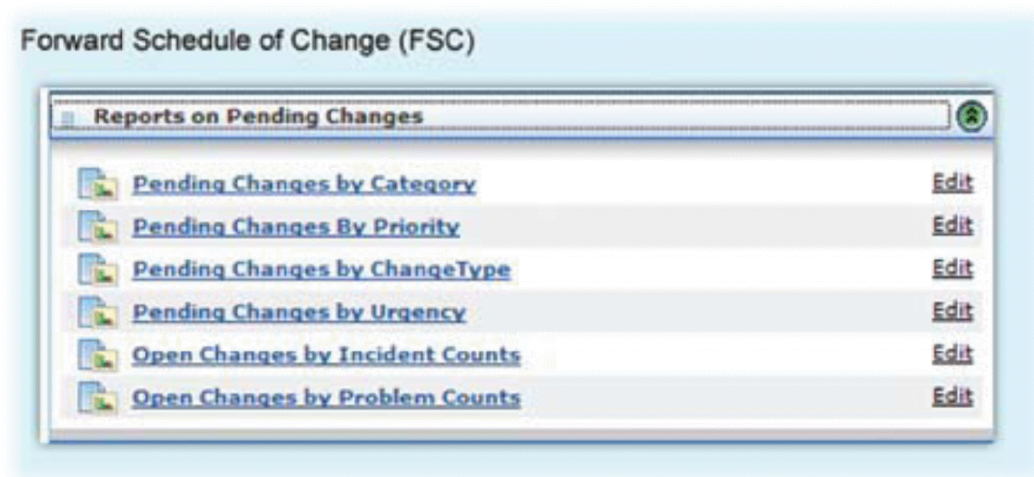 Forward Schedule of Change (FSC)
Reports on Pending Changes
Pending Changes by Category Edit
Pending Changes By Priority Edit
Pending Changes by ChangeType Edit
Pending Changes by Urgency Edit
Open Changes by Incident Counts Edit
Open Changes by Problem Counts Edit